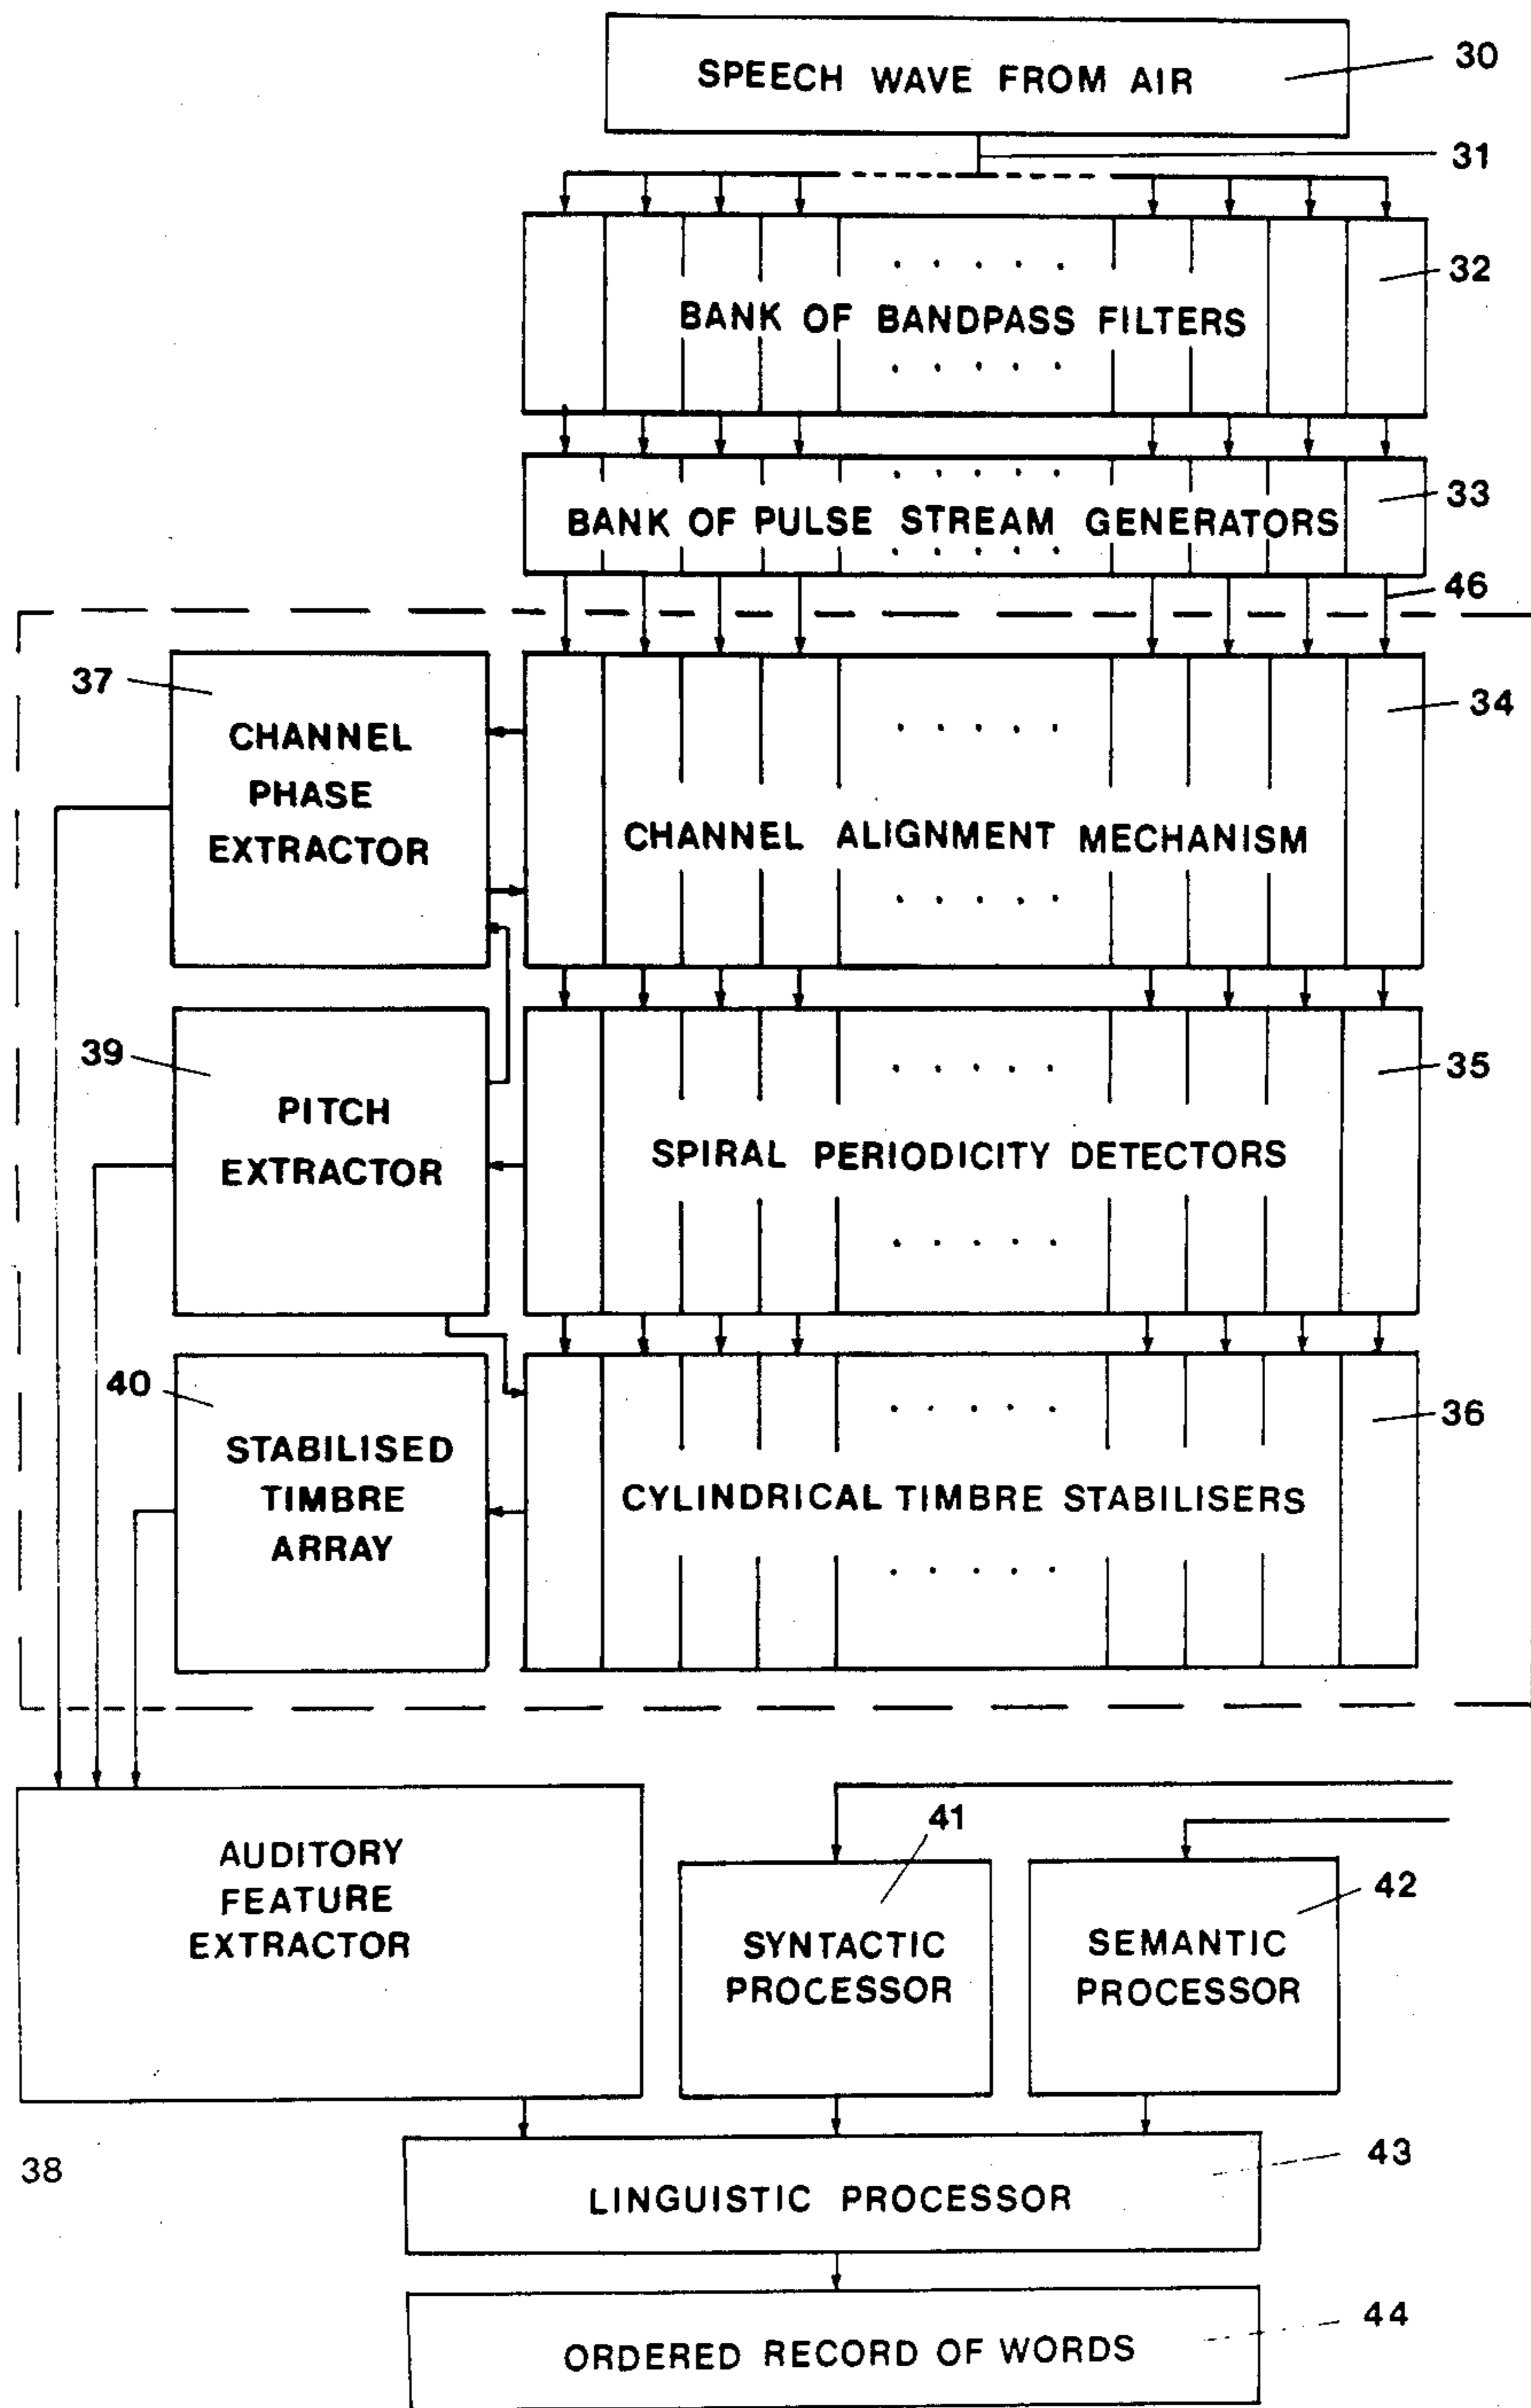 SPEECH WAVE FROM AIR
30
31
32
BANK OF BANDPASS FILTERS
33
BANK OF PULSE STREAM GENERATORS
46
37
CHANNEL
PHASE
EXTRACTOR
34
CHANNEL ALIGNMENT MECHANISM
39
PITCH
EXTRACTOR
35
SPIRAL PERIODICITY DETECTORS
40
STABILISED
TIMBRE
ARRAY
36
CYLINDRICAL TIMBRE STABILISERS
AUDITORY
FEATURE
EXTRACTOR
41
SYNTACTIC
PROCESSOR
42
SEMANTIC
PROCESSOR
38
43
LINGUISTIC PROCESSOR
44
ORDERED RECORD OF WORDS